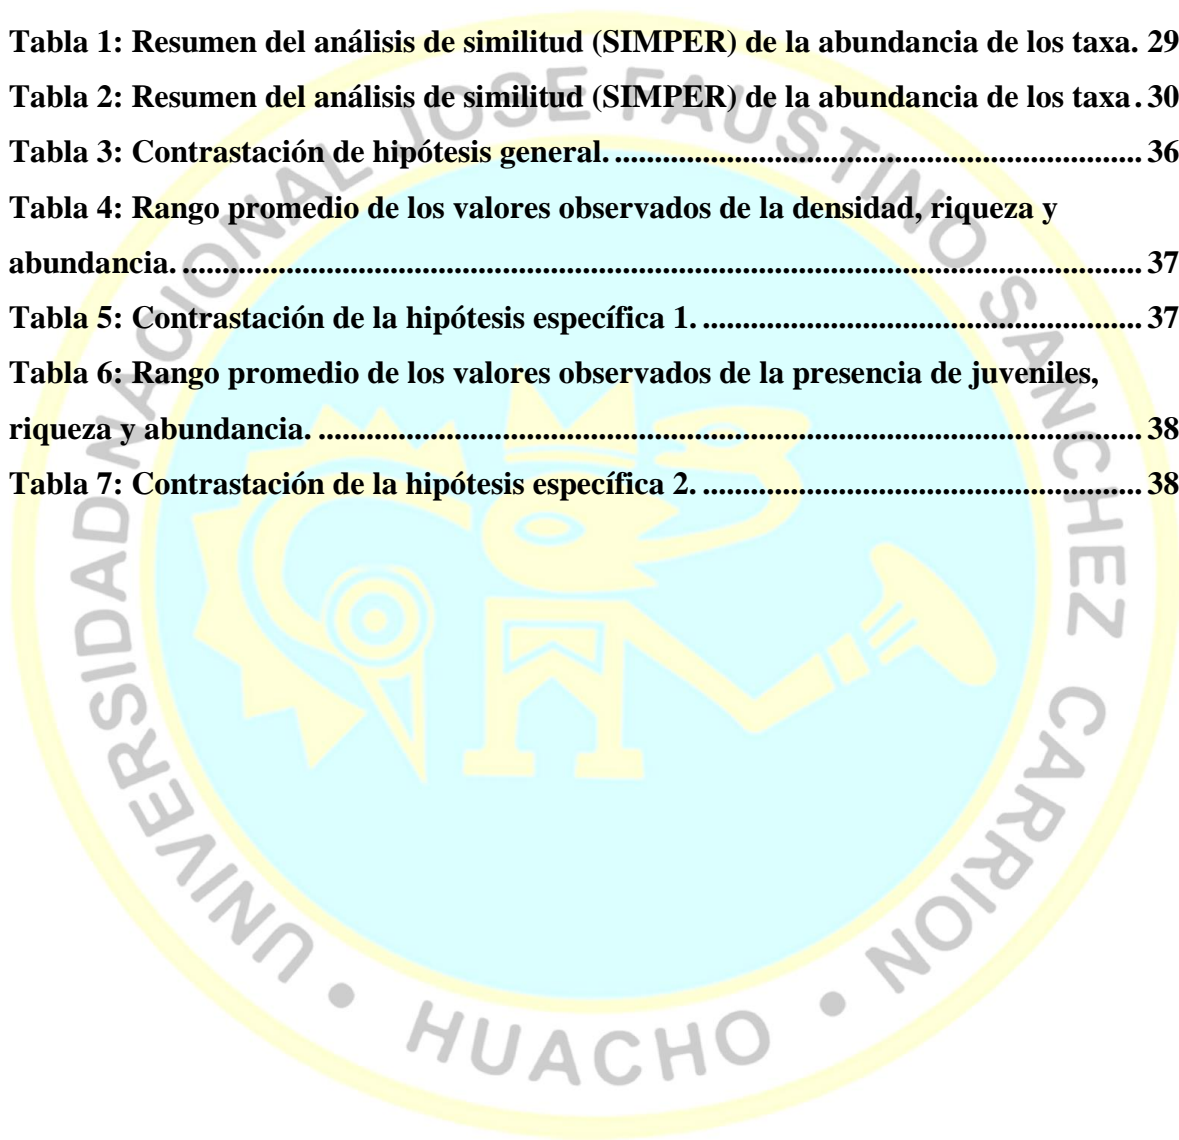 Tabla 1: Resumen del análisis de similitud (SIMPER) de la abundancia de los taxa. 29
Tabla 2: Resumen del análisis de similitud (SIMPER) de la abundancia de los taxa. 30
Tabla 3: Contrastación de hipótesis general. ............................................................ 36
Tabla 4: Rango promedio de los valores observados de la densidad, riqueza y
abundancia. ............................................................ 37
Tabla 5: Contrastación de la hipótesis específica 1. ............................................................ 37
Tabla 6: Rango promedio de los valores observados de la presencia de juveniles,
riqueza y abundancia. ............................................................ 38
Tabla 7: Contrastación de la hipótesis específica 2. ............................................................ 38
UNIVERSIDAD NACIONAL JOSE FAUSTINO SANCHEZ CARRION
• HUACHO •